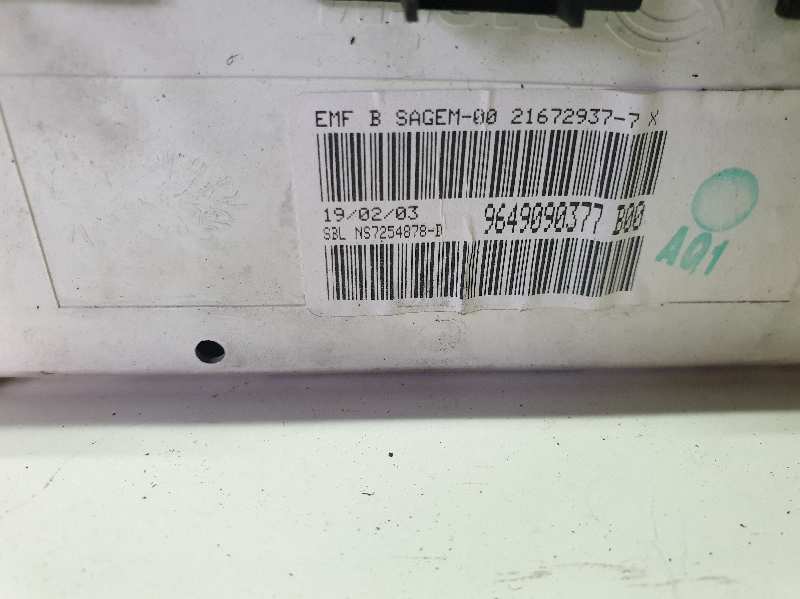 EMF B SAGEM-00 21672937-7 X
19/02/03
9649090377 B00
SBL NS7254878-D
AQ1